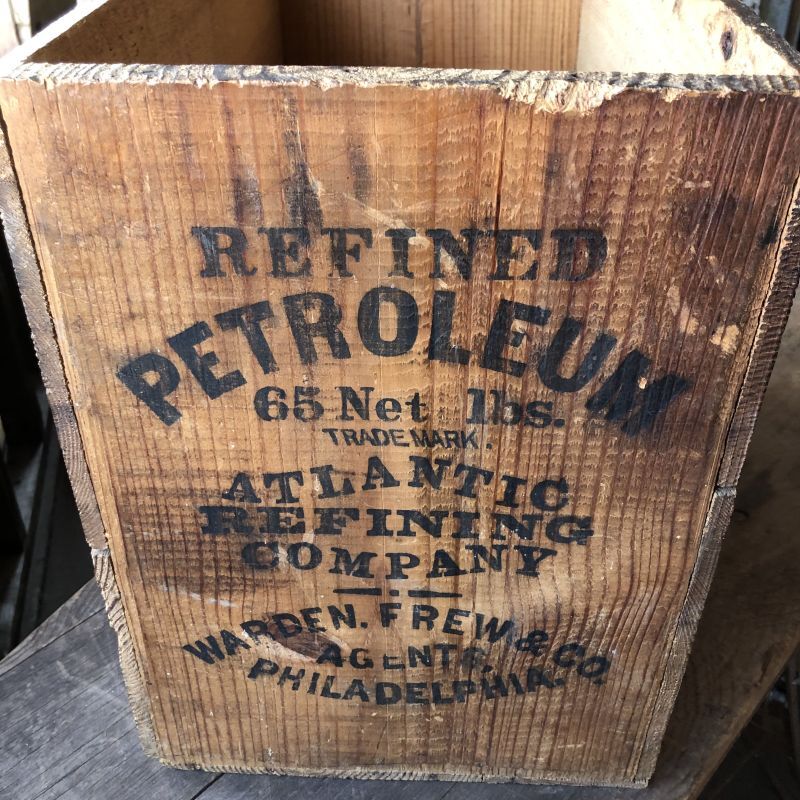 REFINED
PETROLEUM
65 Net lbs.
TRADE MARK.
ATLANTIC
REFINING
COMPANY
WARDEN. FREW & CO.
AGENTS.
PHILADELPHIA.